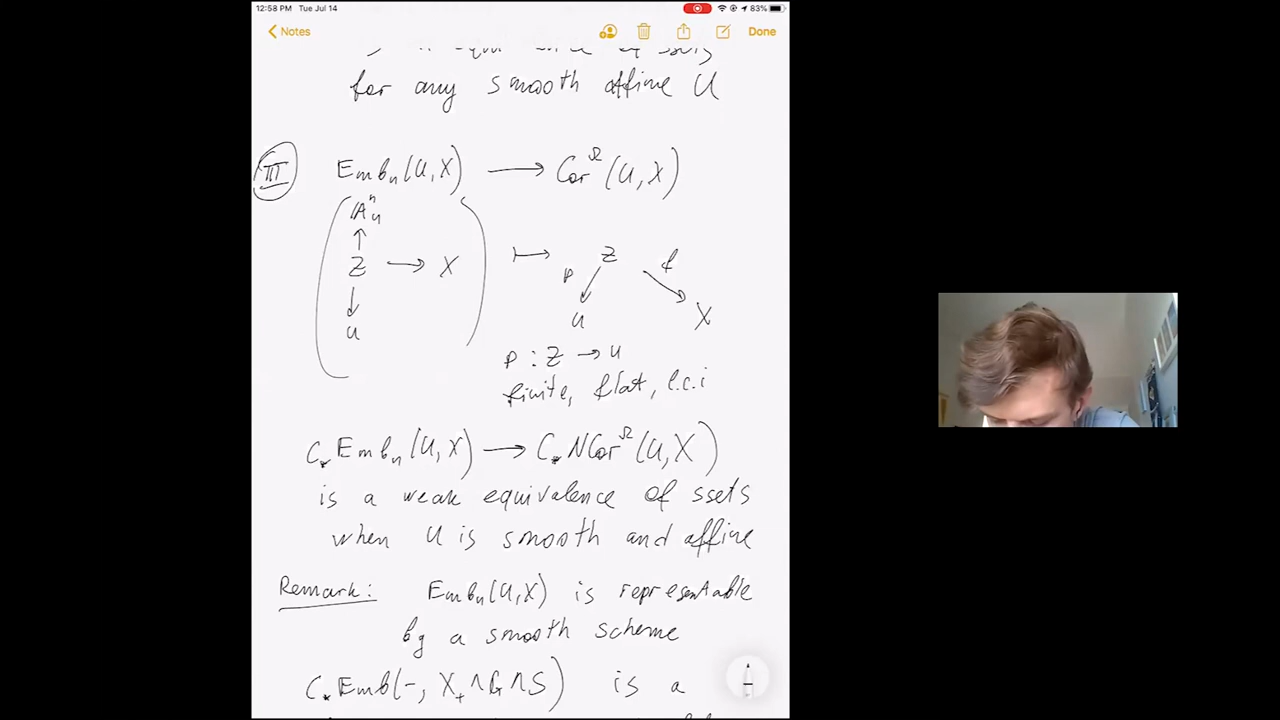 12:58 PM Tue Jul 14
83%
Notes
Done
for any smooth affine U
III Emb_n(U, X) ⟶ Cor^Ω(U, X)
A^n_U
↑
Z → X ⟼ Z
p f
↓
U U X
p : Z → U
finite, flat, l.c.i
C_* Emb_n(U, X) ⟶ C_* NCor^Ω(U, X)
is a weak equivalence of ssets
when U is smooth and affine
Remark: Emb_n(U, X) is representable
by a smooth scheme
C_* Emb(−, X_+ ∧ G ∧ S) is a